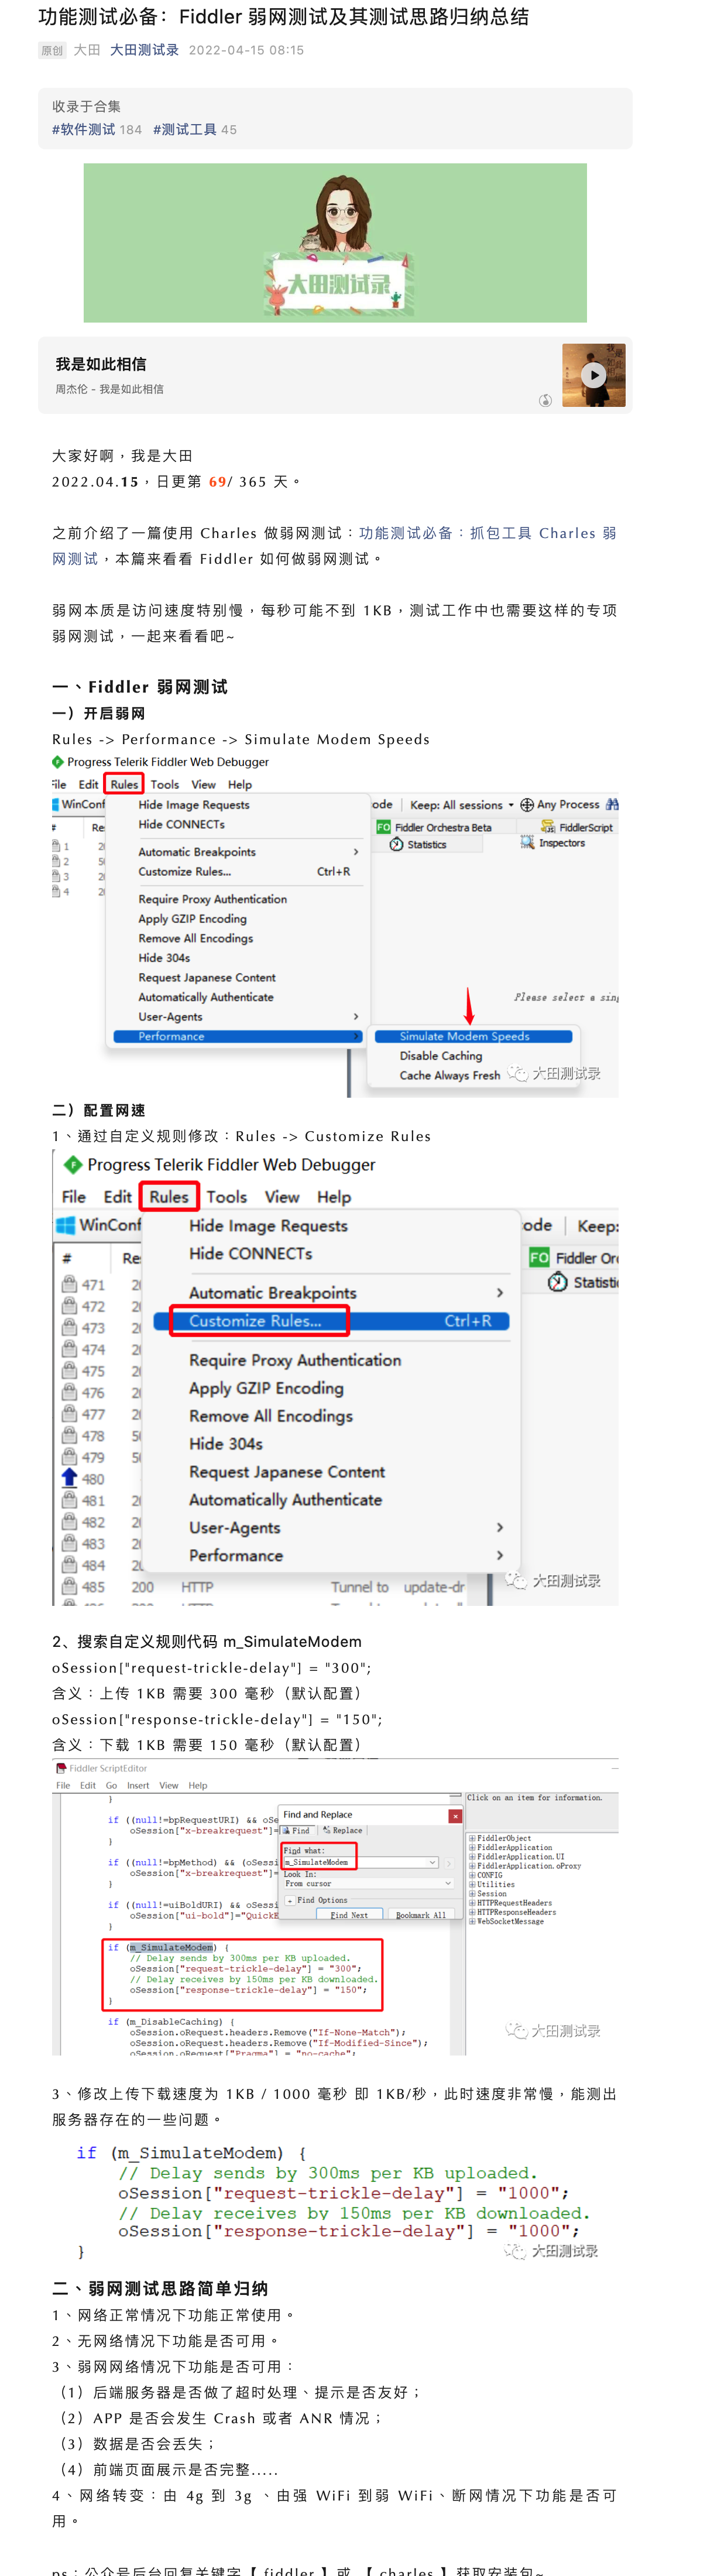 功能测试必备：Fiddler 弱网测试及其测试思路归纳总结
原创 大田 大田测试录 2022-04-15 08:15
收录于合集
#软件测试 184 #测试工具 45
大田测试录
我是如此相信
周杰伦 - 我是如此相信
大家好啊，我是大田
2022.04.15，日更第 69/ 365 天。
之前介绍了一篇使用 Charles 做弱网测试：功能测试必备：抓包工具 Charles 弱
网测试，本篇来看看 Fiddler 如何做弱网测试。
弱网本质是访问速度特别慢，每秒可能不到 1KB，测试工作中也需要这样的专项
弱网测试，一起来看看吧~
一、Fiddler 弱网测试
一）开启弱网
Rules -> Performance -> Simulate Modem Speeds
Progress Telerik Fiddler Web Debugger
File Edit Rules Tools View Help
WinConf
ode Keep: All sessions Any Process
Hide Image Requests
Hide CONNECTs
Automatic Breakpoints
Customize Rules... Ctrl+R
Require Proxy Authentication
Apply GZIP Encoding
Remove All Encodings
Hide 304s
Request Japanese Content
Automatically Authenticate
User-Agents
Performance
# Re
1 2
2 5
3 2
4 2
FO Fiddler Orchestra Beta FiddlerScript
Statistics Inspectors
Please select a sing
Simulate Modem Speeds
Disable Caching
Cache Always Fresh
大田测试录
二）配置网速
1、通过自定义规则修改：Rules -> Customize Rules
Progress Telerik Fiddler Web Debugger
File Edit Rules Tools View Help
WinConf
ode Keep:
Hide Image Requests
Hide CONNECTs
Automatic Breakpoints
Customize Rules... Ctrl+R
Require Proxy Authentication
Apply GZIP Encoding
Remove All Encodings
Hide 304s
Request Japanese Content
Automatically Authenticate
User-Agents
Performance
FO Fiddler Orc
Statistic
# Re
471 2
472 2
473 2
474 2
475 2
476 2
477 2
478 5
479 5
480
481 2
482 2
483 2
484 2
485 200 HTTP Tunnel to update-dr
大田测试录
2、搜索自定义规则代码 m_SimulateModem
oSession["request-trickle-delay"] = "300";
含义：上传 1KB 需要 300 毫秒（默认配置）
oSession["response-trickle-delay"] = "150";
含义：下载 1KB 需要 150 毫秒（默认配置）
Fiddler ScriptEditor
File Edit Go Insert View Help
}
if ((null!=bpRequestURI) && oSe
oSession["x-breakrequest"]=
}
if ((null!=bpMethod) && (oSessi
oSession["x-breakrequest"]=
}
if ((null!=uiBoldURI) && oSessi
oSession["ui-bold"]="QuickE
}
if (m_SimulateModem) {
// Delay sends by 300ms per KB uploaded.
oSession["request-trickle-delay"] = "300";
// Delay receives by 150ms per KB downloaded.
oSession["response-trickle-delay"] = "150";
}
if (m_DisableCaching) {
oSession.oRequest.headers.Remove("If-None-Match");
oSession.oRequest.headers.Remove("If-Modified-Since");
oSession.oRequest["Pragma"] = "no-cache";
Find and Replace
Find Replace
Find what:
m_SimulateModem
Look In:
From cursor
Find Options
Find Next Bookmark All
Click on an item for information.
FiddlerObject
FiddlerApplication
FiddlerApplication.UI
FiddlerApplication.oProxy
CONFIG
Utilities
Session
HTTPRequestHeaders
HTTPResponseHeaders
WebSocketMessage
大田测试录
3、修改上传下载速度为 1KB / 1000 毫秒 即 1KB/秒，此时速度非常慢，能测出
服务器存在的一些问题。
if (m_SimulateModem) {
// Delay sends by 300ms per KB uploaded.
oSession["request-trickle-delay"] = "1000";
// Delay receives by 150ms per KB downloaded.
oSession["response-trickle-delay"] = "1000";
}
大田测试录
二、弱网测试思路简单归纳
1、网络正常情况下功能正常使用。
2、无网络情况下功能是否可用。
3、弱网网络情况下功能是否可用：
（1）后端服务器是否做了超时处理、提示是否友好；
（2）APP 是否会发生 Crash 或者 ANR 情况；
（3）数据是否会丢失；
（4）前端页面展示是否完整.....
4、网络转变：由 4g 到 3g 、由强 WiFi 到弱 WiFi、断网情况下功能是否可
用。
ps：公众号后台回复关键字【 fiddler 】或 【 charles 】获取安装包~